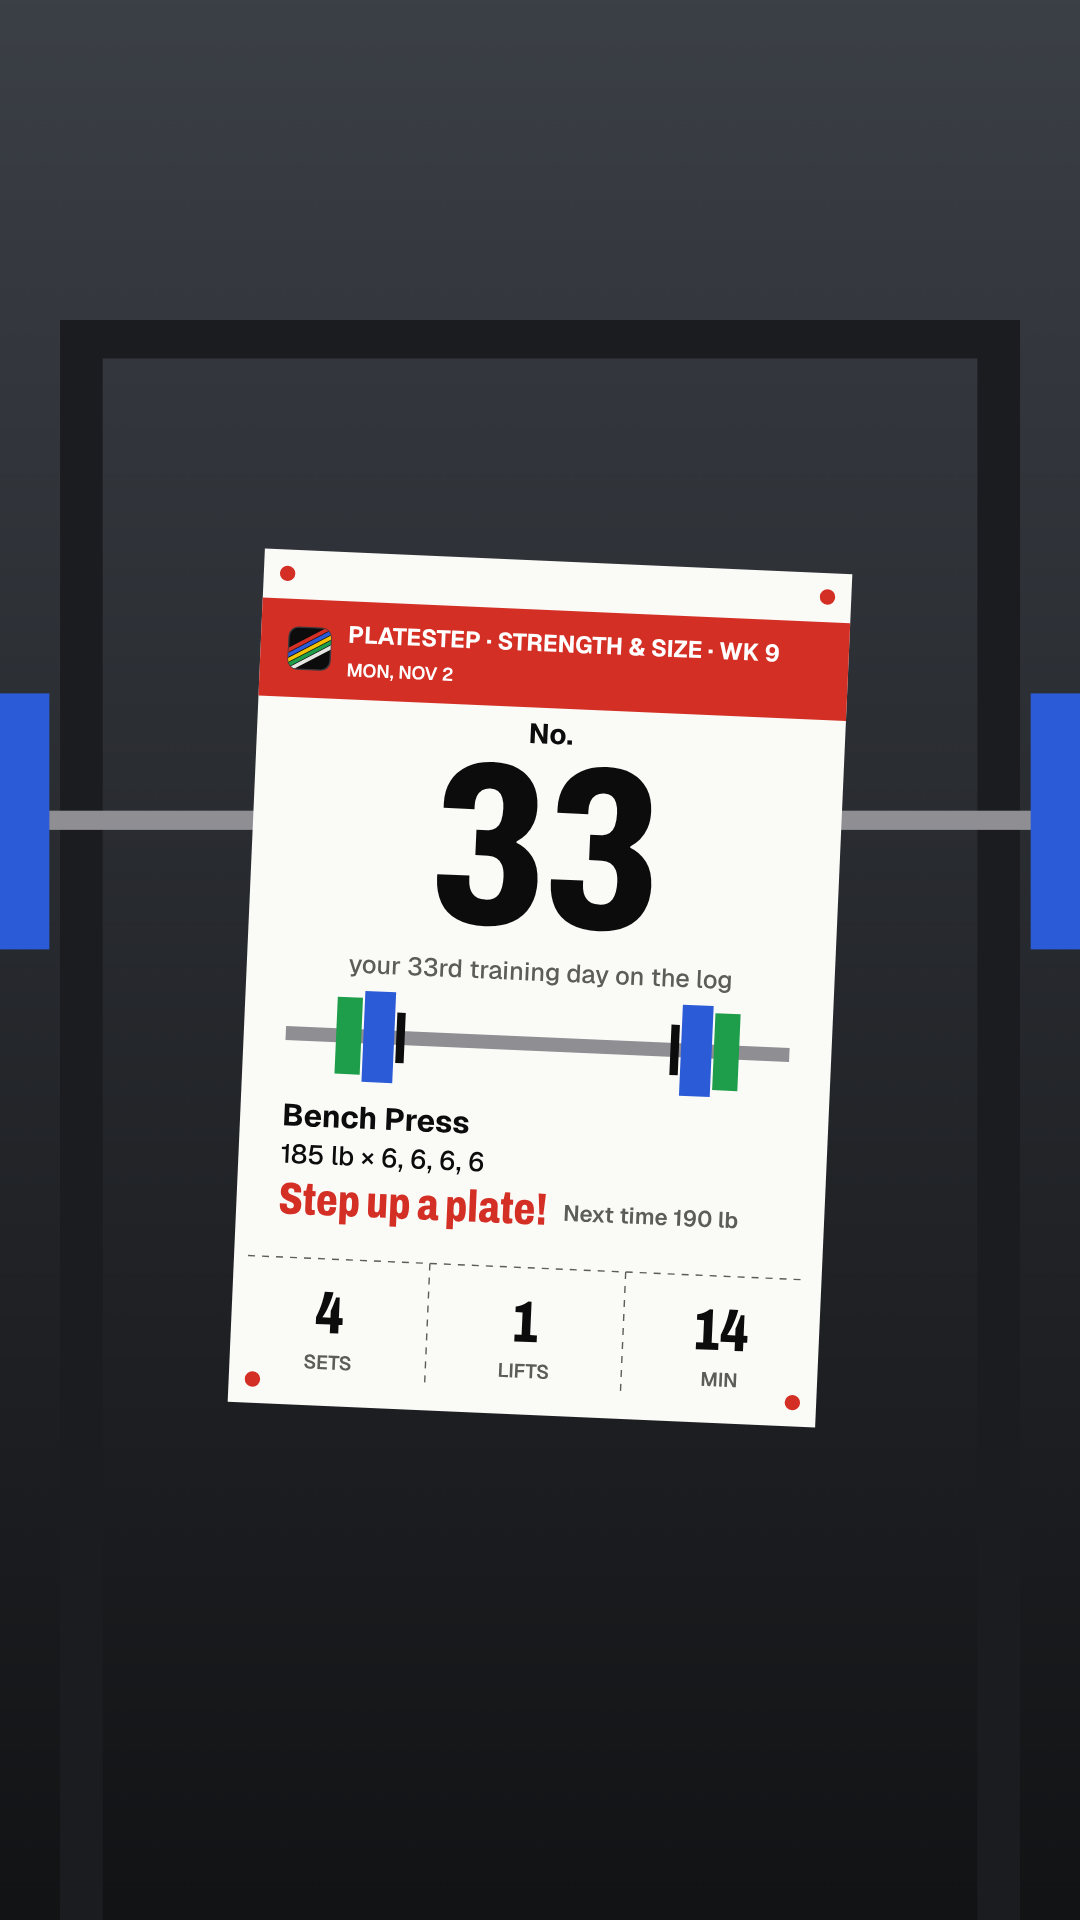 PLATESTEP · STRENGTH & SIZE · WK 9
MON, NOV 2
No.
33
your 33rd training day on the log
Bench Press
185 lb × 6, 6, 6, 6
Step up a plate! Next time 190 lb
4 1 14
SETS LIFTS MIN